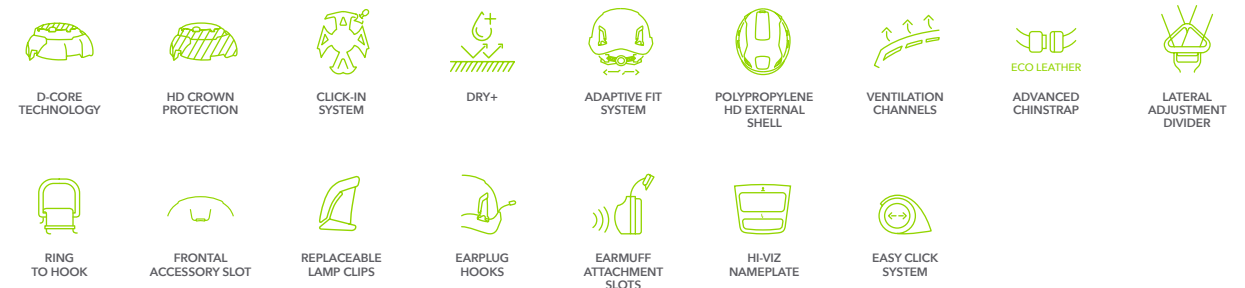 ECO LEATHER
D-CORE
TECHNOLOGY
HD CROWN
PROTECTION
CLICK-IN
SYSTEM
DRY+
ADAPTIVE FIT
SYSTEM
POLYPROPYLENE
HD EXTERNAL
SHELL
VENTILATION
CHANNELS
ADVANCED
CHINSTRAP
LATERAL
ADJUSTMENT
DIVIDER
RING
TO HOOK
FRONTAL
ACCESSORY SLOT
REPLACEABLE
LAMP CLIPS
EARPLUG
HOOKS
EARMUFF
ATTACHMENT
SLOTS
HI-VIZ
NAMEPLATE
EASY CLICK
SYSTEM